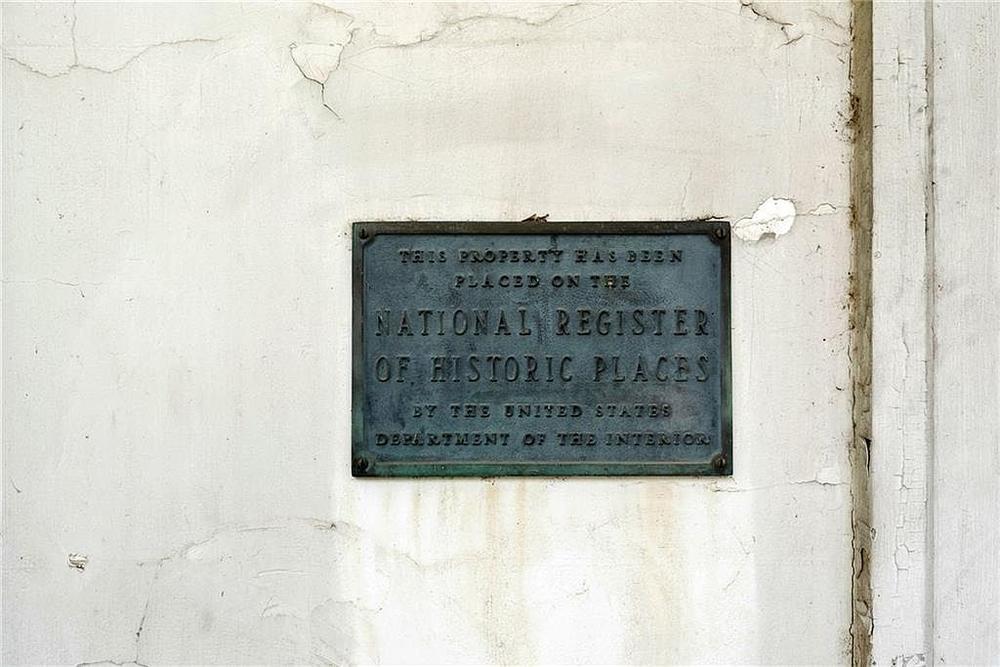 THIS PROPERTY HAS BEEN
PLACED ON THE
NATIONAL REGISTER
OF HISTORIC PLACES
BY THE UNITED STATES
DEPARTMENT OF THE INTERIOR